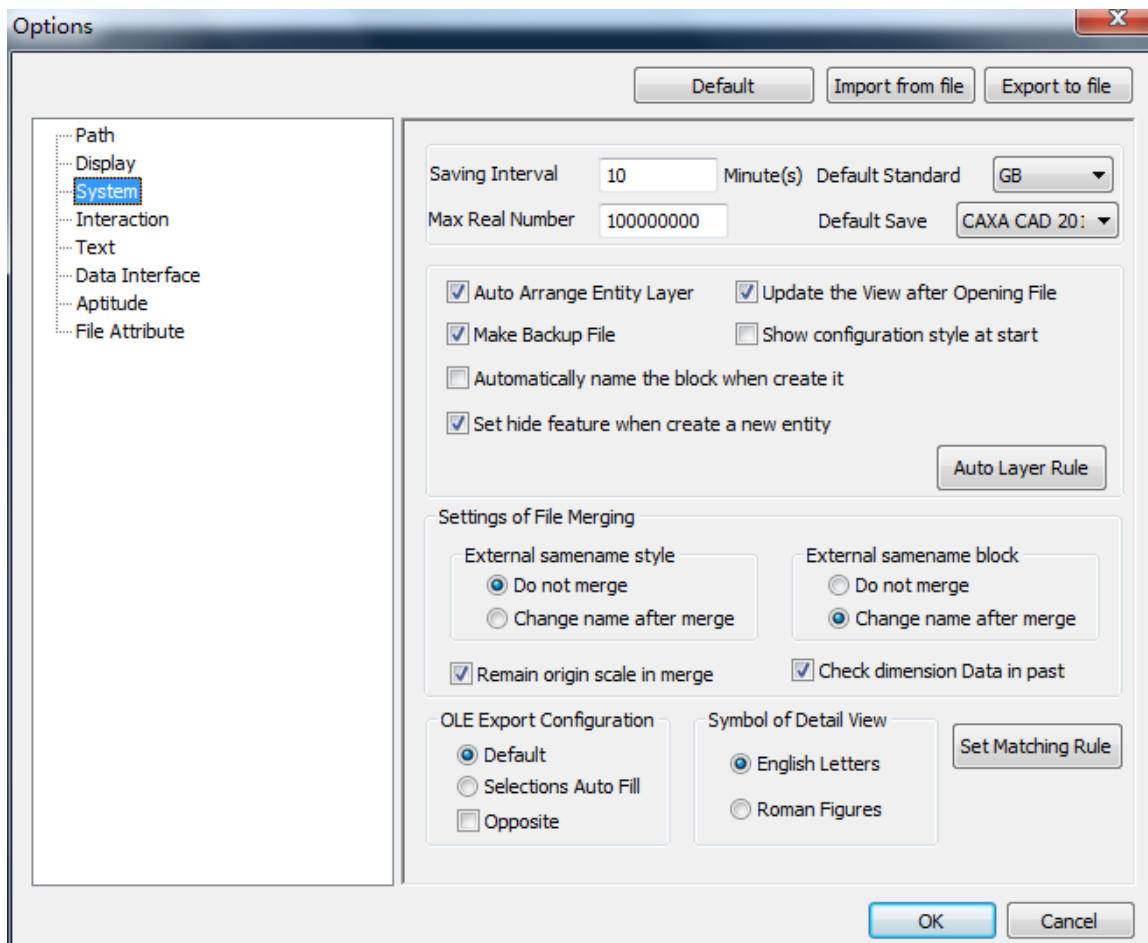 Options
Default Import from file Export to file
Path
Display
System
Interaction
Text
Data Interface
Aptitude
File Attribute
Saving Interval 10 Minute(s) Default Standard GB
Max Real Number 100000000 Default Save CAXA CAD 201
Auto Arrange Entity Layer Update the View after Opening File
Make Backup File Show configuration style at start
Automatically name the block when create it
Set hide feature when create a new entity
Auto Layer Rule
Settings of File Merging
External samename style External samename block
Do not merge Do not merge
Change name after merge Change name after merge
Remain origin scale in merge Check dimension Data in past
OLE Export Configuration Symbol of Detail View
Default English Letters Set Matching Rule
Selections Auto Fill
Roman Figures
Opposite
OK Cancel